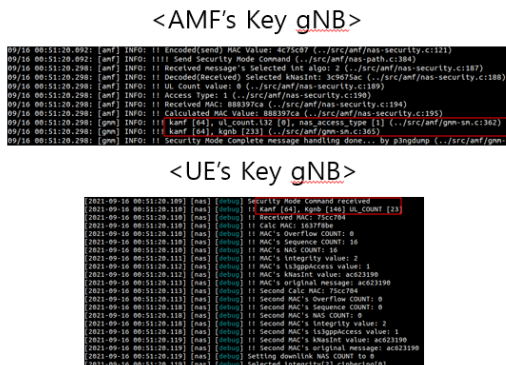 <AMF's Key gNB>
09/16 00:51:20.092: [amf] INFO: !! Encoded(send) MAC Value: 4c75c07 (../src/amf/nas-security.c:121)
09/16 00:51:20.092: [amf] INFO: !!!! Send Security Mode Command (../src/amf/nas-path.c:384)
09/16 00:51:20.298: [amf] INFO: !! Received message's Selected int algo: 2 (../src/amf/nas-security.c:187)
09/16 00:51:20.298: [amf] INFO: !! Decoded(Received) Selected kNasInt: 3c9675ac (../src/amf/nas-security.c:188)
09/16 00:51:20.298: [amf] INFO: !! UL Count value: 0 (../src/amf/nas-security.c:189)
09/16 00:51:20.298: [amf] INFO: !! Access Type: 1 (../src/amf/nas-security.c:190)
09/16 00:51:20.298: [amf] INFO: !! Received MAC: 888397ca (../src/amf/nas-security.c:194)
09/16 00:51:20.298: [amf] INFO: !! Calculated MAC Value: 888397ca (../src/amf/nas-security.c:195)
09/16 00:51:20.298: [gmm] INFO: !!! kamf [64], ul_count.i32 [0], nas_access_type [1] (../src/amf/gmm-sm.c:362)
09/16 00:51:20.298: [gmm] INFO: !!! kamf [64], kgnb [233] (../src/amf/gmm-sm.c:365)
09/16 00:51:20.298: [gmm] INFO: !! Security Mode Complete message handling done... by p3ngdump (../src/amf/gmm-
<UE's Key gNB>
[2021-09-16 00:51:20.109] [nas] [debug] Security Mode Command received
[2021-09-16 00:51:20.110] [nas] [debug] !! Kamf [64], Kgnb [146] UL_COUNT [23]
[2021-09-16 00:51:20.110] [nas] [debug] !! Received MAC: 75cc704
[2021-09-16 00:51:20.110] [nas] [debug] !! Calc MAC: 1637f8be
[2021-09-16 00:51:20.110] [nas] [debug] !! MAC's Overflow COUNT: 0
[2021-09-16 00:51:20.110] [nas] [debug] !! MAC's Sequence COUNT: 16
[2021-09-16 00:51:20.110] [nas] [debug] !! MAC's NAS COUNT: 16
[2021-09-16 00:51:20.111] [nas] [debug] !! MAC's integrity value: 2
[2021-09-16 00:51:20.111] [nas] [debug] !! MAC's is3gppAccess value: 1
[2021-09-16 00:51:20.112] [nas] [debug] !! MAC's kNasInt value: ac623190
[2021-09-16 00:51:20.113] [nas] [debug] !! MAC's original message: ac623190
[2021-09-16 00:51:20.117] [nas] [debug] !! Second Calc MAC: 75cc704
[2021-09-16 00:51:20.118] [nas] [debug] !! Second MAC's Overflow COUNT: 0
[2021-09-16 00:51:20.118] [nas] [debug] !! Second MAC's Sequence COUNT: 0
[2021-09-16 00:51:20.118] [nas] [debug] !! Second MAC's NAS COUNT: 0
[2021-09-16 00:51:20.118] [nas] [debug] !! Second MAC's integrity value: 2
[2021-09-16 00:51:20.118] [nas] [debug] !! Second MAC's is3gppAccess value: 1
[2021-09-16 00:51:20.119] [nas] [debug] !! Second MAC's kNasInt value: ac623190
[2021-09-16 00:51:20.119] [nas] [debug] !! Second MAC's original message: ac623190
[2021-09-16 00:51:20.119] [nas] [debug] Setting downlink NAS COUNT to 0
[2021-09-16 00:51:20.119] [nas] [debug] Selected integrity[2] ciphering[0]